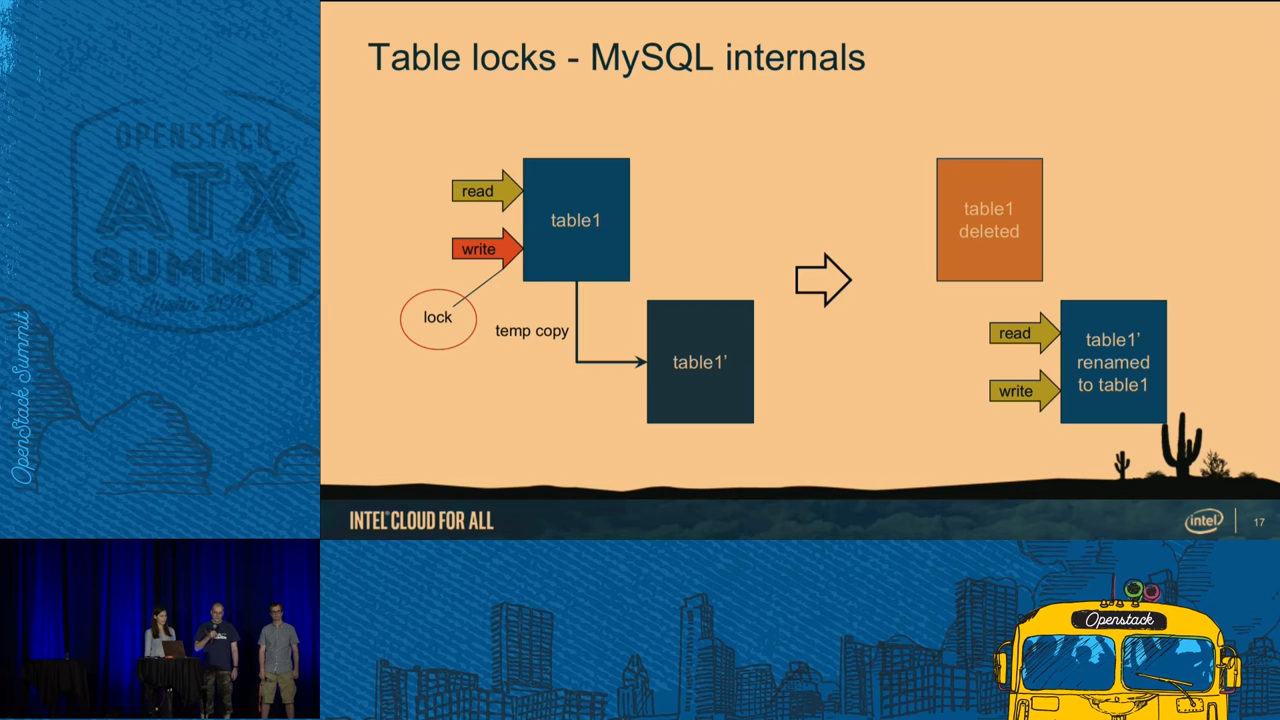 OPENSTACK
ATX
SUMMIT
Austin 2016
OpenStack Summit
Table locks - MySQL internals
read
write
lock
table1
temp copy
table1’
table1
deleted
read
write
table1’
renamed
to table1
INTEL® CLOUD FOR ALL
intel
17
Openstack